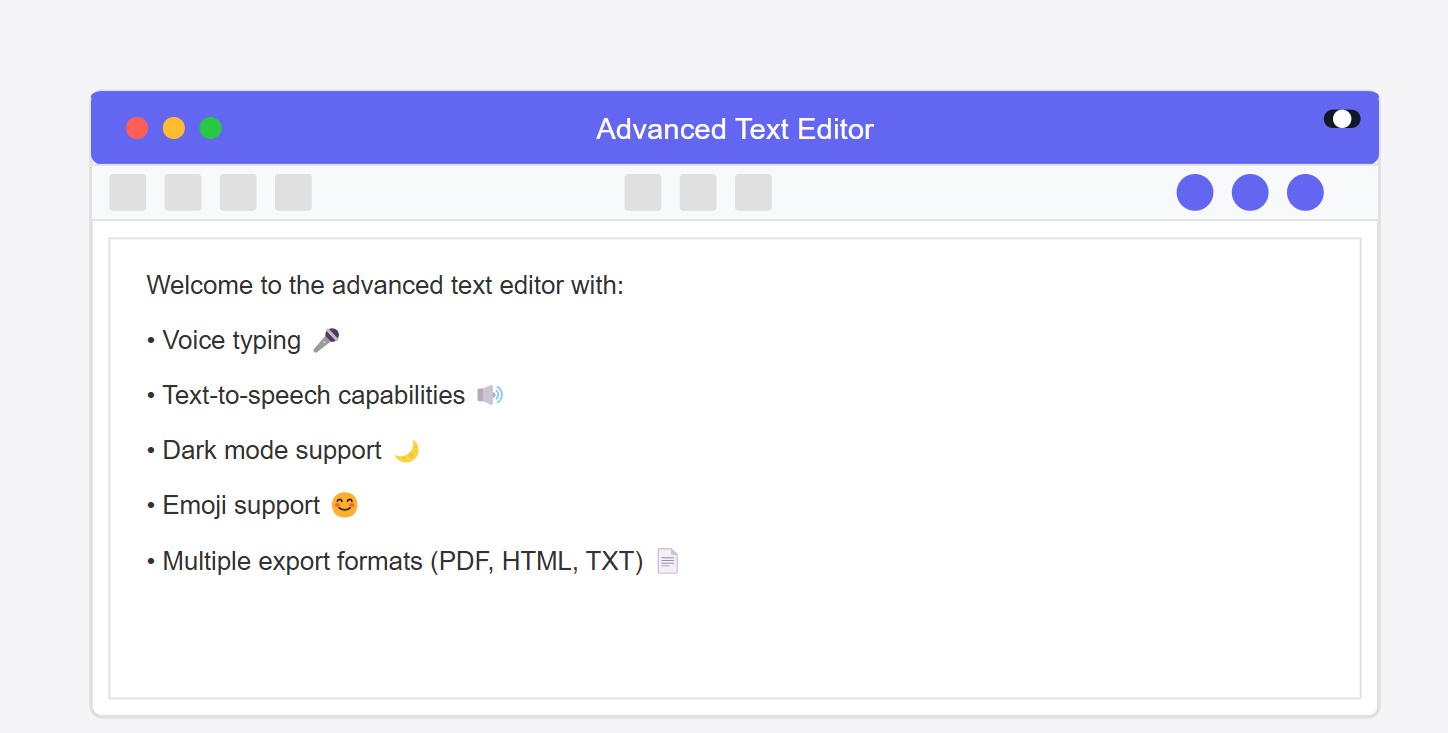 Advanced Text Editor
Welcome to the advanced text editor with:
• Voice typing 🎤
• Text-to-speech capabilities 🔊
• Dark mode support 🌙
• Emoji support 😊
• Multiple export formats (PDF, HTML, TXT) 📄